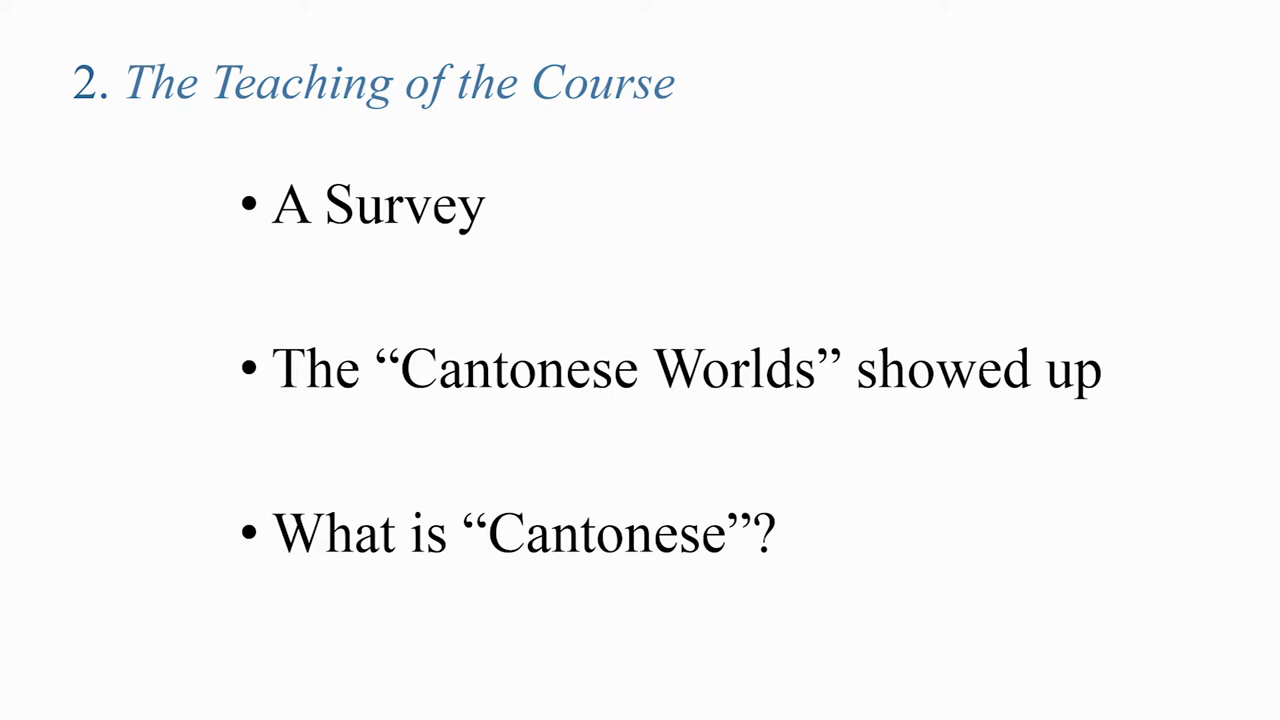 2. The Teaching of the Course
• A Survey
• The “Cantonese Worlds” showed up
• What is “Cantonese”?